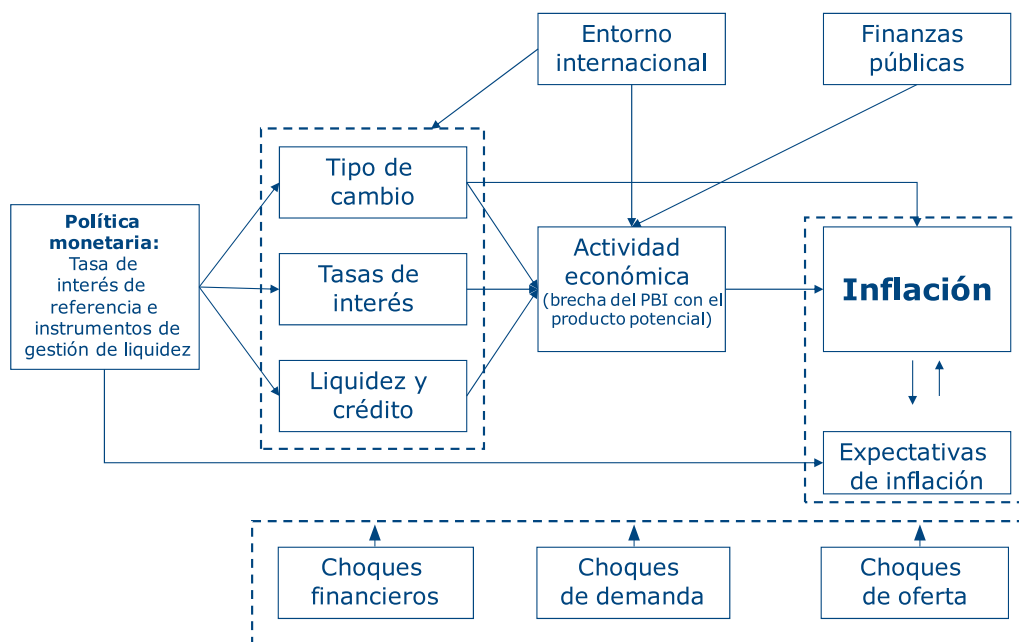 Entorno
internacional
Finanzas
públicas
Tipo de
cambio
Política
monetaria:
Tasa de
interés de
referencia e
instrumentos de
gestión de liquidez
Tasas de
interés
Liquidez y
crédito
Actividad
económica
(brecha del PBI con el
producto potencial)
Inflación
Expectativas
de inflación
Choques
financieros
Choques
de demanda
Choques
de oferta